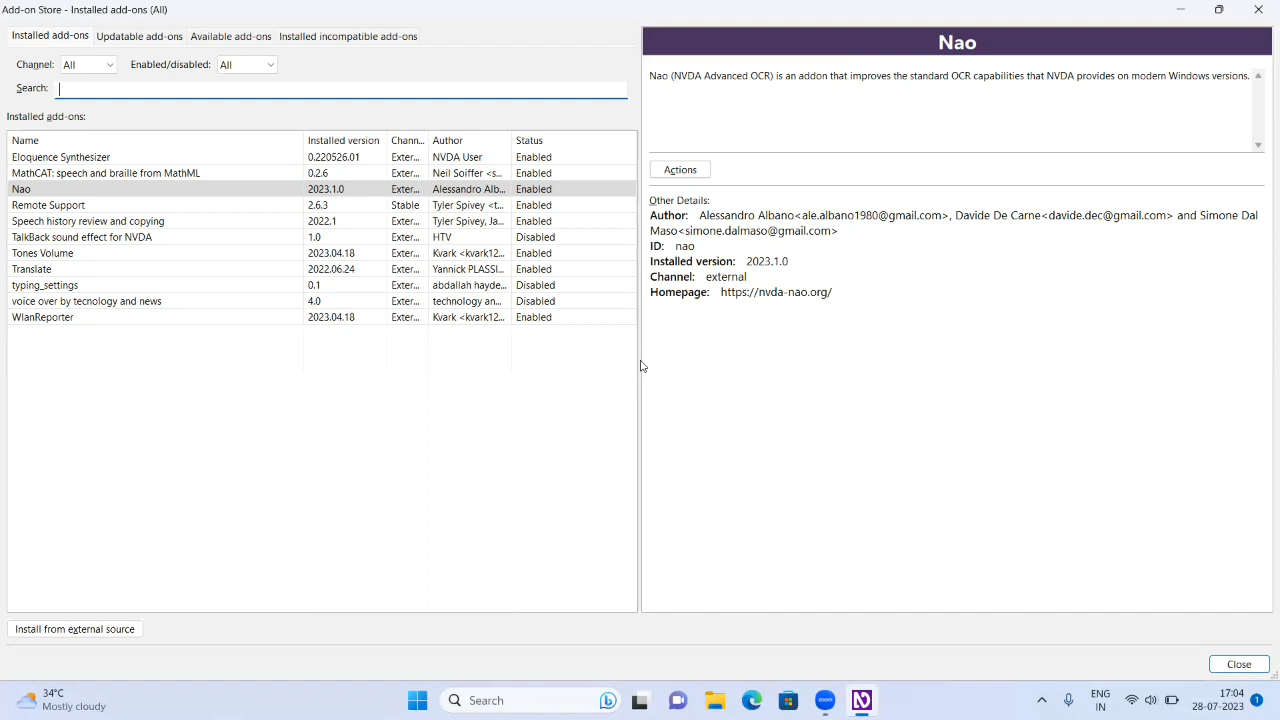 Add-on Store - Installed add-ons (All)
Installed add-ons Updatable add-ons Available add-ons Installed incompatible add-ons
Channel: All Enabled/disabled: All
Search:
Installed add-ons:
Name Installed version Chann... Author Status
Eloquence Synthesizer 0.220526.01 Exter... NVDA User Enabled
MathCAT: speech and braille from MathML 0.2.6 Exter... Neil Soiffer <s... Enabled
Nao 2023.1.0 Exter... Alessandro Alb... Enabled
Remote Support 2.6.3 Stable Tyler Spivey <t... Enabled
Speech history review and copying 2022.1 Exter... Tyler Spivey, Ja... Enabled
TalkBack sound effect for NVDA 1.0 Exter... HTV Disabled
Tones Volume 2023.04.18 Exter... Kvark <kvark12... Enabled
Translate 2022.06.24 Exter... Yannick PLASSI... Enabled
typing_settings 0.1 Exter... abdallah hayde... Disabled
voice over by tecnology and news 4.0 Exter... technology an... Disabled
WlanReporter 2023.04.18 Exter... Kvark <kvark12... Enabled
Install from external source
Nao
Nao (NVDA Advanced OCR) is an addon that improves the standard OCR capabilities that NVDA provides on modern Windows versions.
Actions
Other Details:
Author: Alessandro Albano<ale.albano1980@gmail.com>, Davide De Carne<davide.dec@gmail.com> and Simone Dal
Maso<simone.dalmaso@gmail.com>
ID: nao
Installed version: 2023.1.0
Channel: external
Homepage: https://nvda-nao.org/
Close
34°C
Mostly cloudy
Search
zoom
ENG
IN
17:04
28-07-2023
1